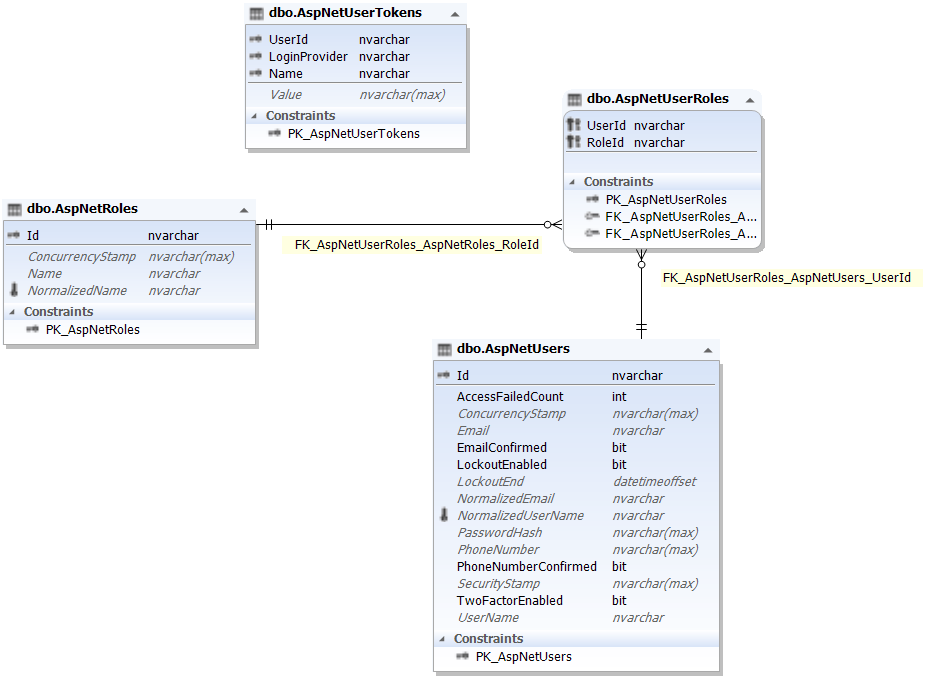 dbo.AspNetUserTokens
UserId nvarchar
LoginProvider nvarchar
Name nvarchar
Value nvarchar(max)
Constraints
PK_AspNetUserTokens
dbo.AspNetUserRoles
UserId nvarchar
RoleId nvarchar
Constraints
PK_AspNetUserRoles
FK_AspNetUserRoles_A...
FK_AspNetUserRoles_A...
dbo.AspNetRoles
Id nvarchar
ConcurrencyStamp nvarchar(max)
Name nvarchar
NormalizedName nvarchar
Constraints
PK_AspNetRoles
FK_AspNetUserRoles_AspNetRoles_RoleId
FK_AspNetUserRoles_AspNetUsers_UserId
dbo.AspNetUsers
Id nvarchar
AccessFailedCount int
ConcurrencyStamp nvarchar(max)
Email nvarchar
EmailConfirmed bit
LockoutEnabled bit
LockoutEnd datetimeoffset
NormalizedEmail nvarchar
NormalizedUserName nvarchar
PasswordHash nvarchar(max)
PhoneNumber nvarchar(max)
PhoneNumberConfirmed bit
SecurityStamp nvarchar(max)
TwoFactorEnabled bit
UserName nvarchar
Constraints
PK_AspNetUsers